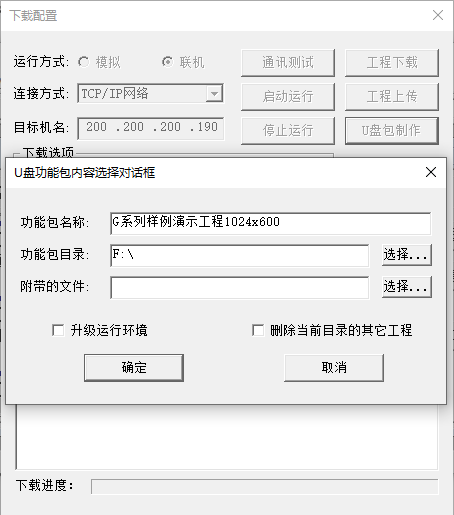 下载配置
运行方式: 模拟 联机 通讯测试 工程下载
连接方式: TCP/IP网络 启动运行 工程上传
目标机名: 200 .200 .200 .190 停止运行 U盘包制作
下载选项
U盘功能包内容选择对话框
功能包名称: G系列样例演示工程1024x600
功能包目录: F:\ 选择...
附带的文件: 选择...
升级运行环境 删除当前目录的其它工程
确定 取消
下载进度: